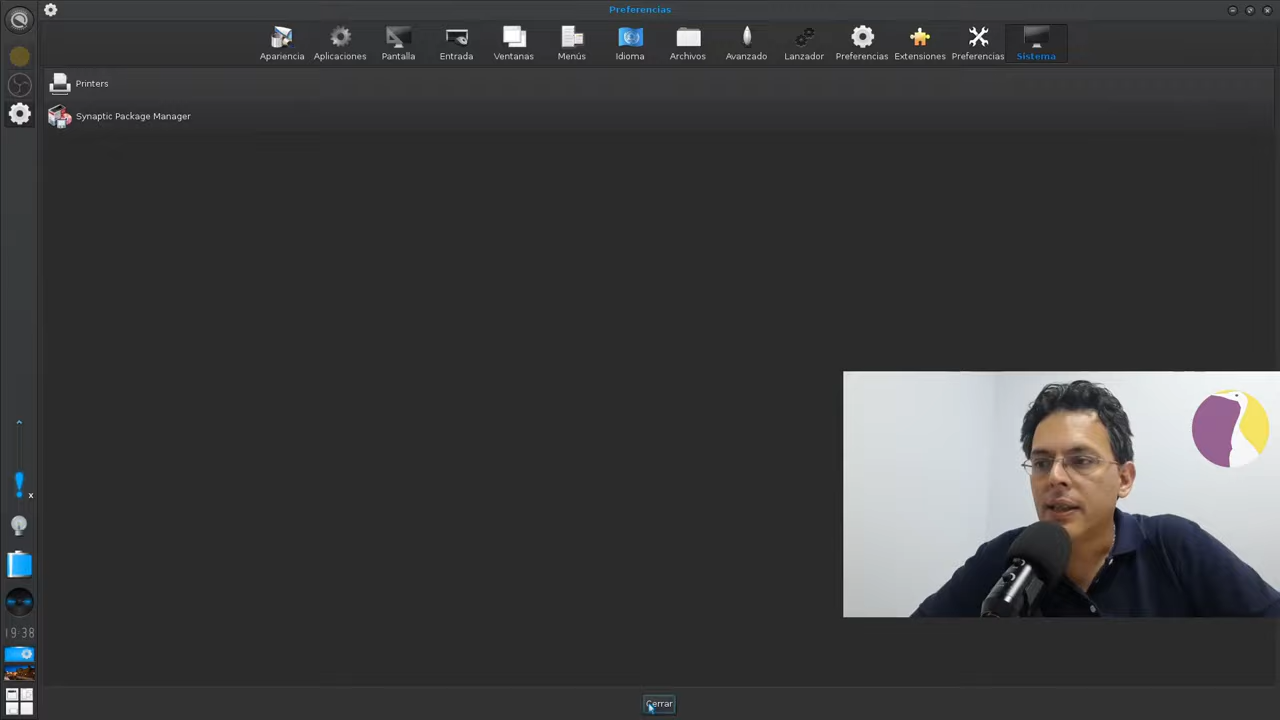 Preferencias
Apariencia Aplicaciones Pantalla Entrada Ventanas Menús Idioma Archivos Avanzado Lanzador Preferencias Extensiones Preferencias Sistema
Printers
Synaptic Package Manager
x
19:38
Cerrar